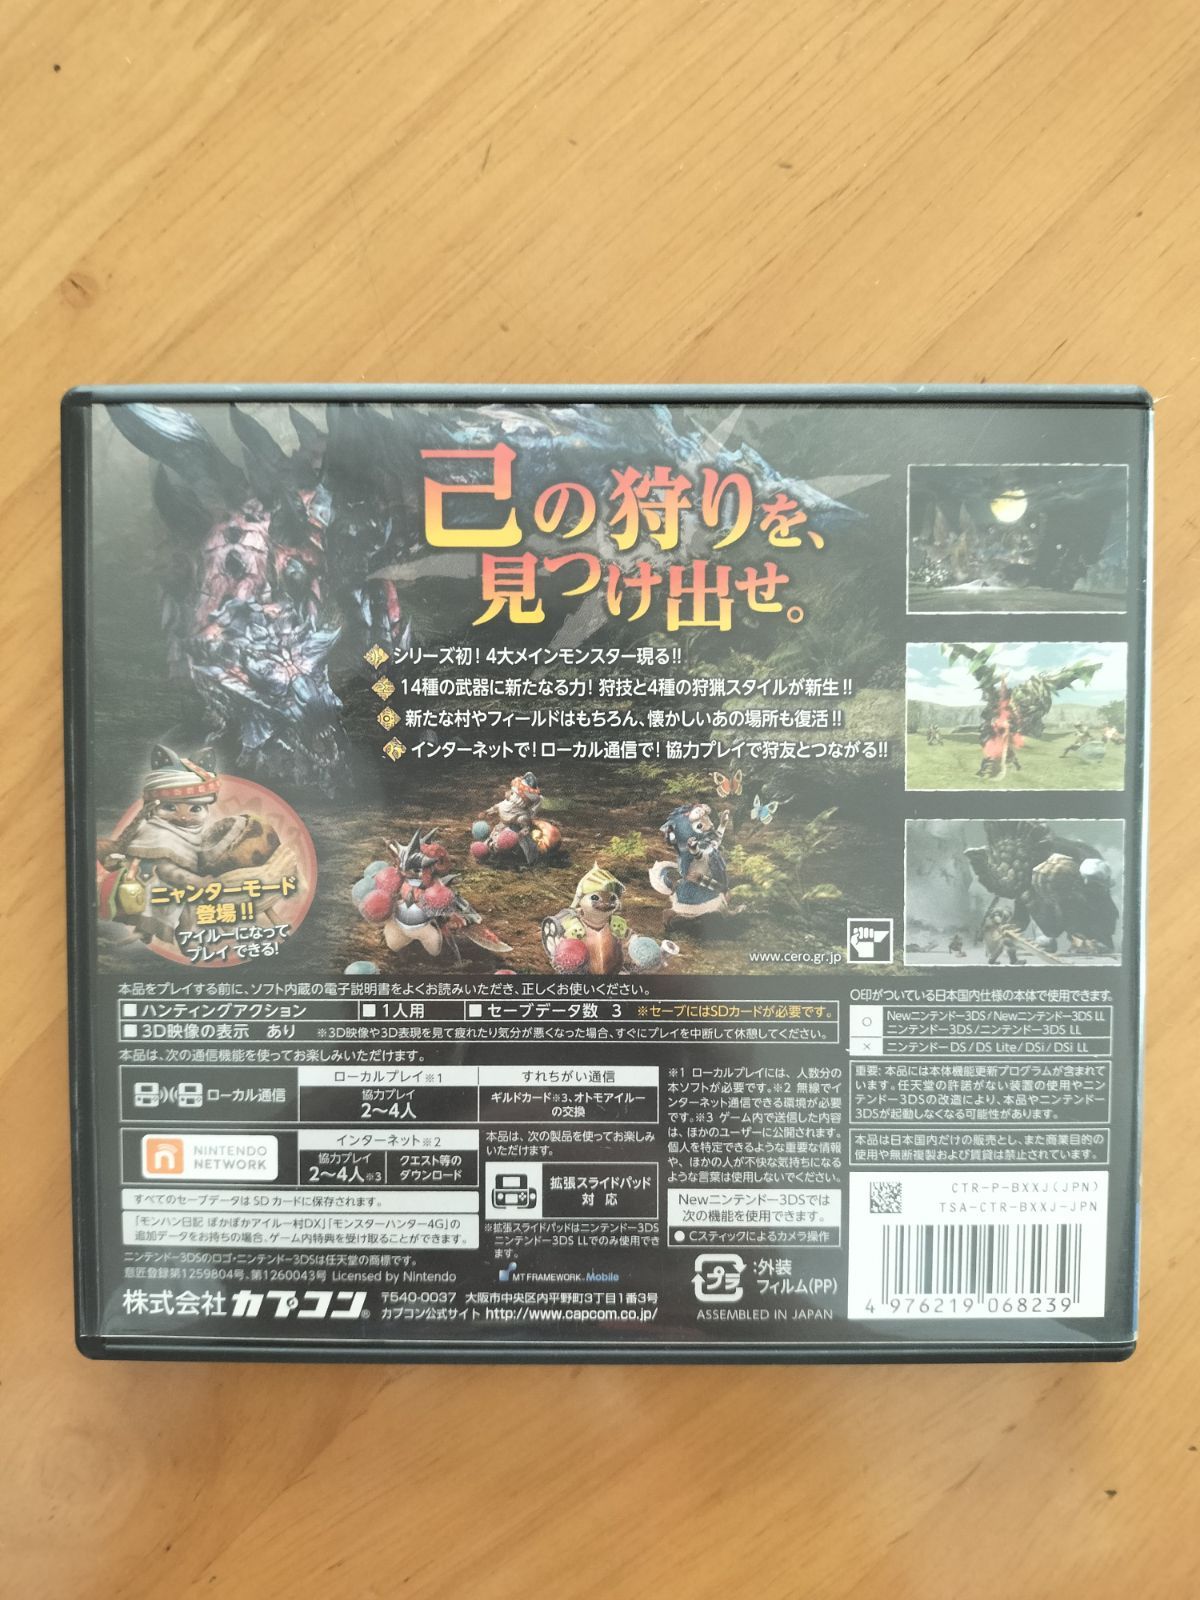 己の狩りを、
見つけ出せ。
シリーズ初! 4大メインモンスター現る!!
14種の武器に新たなる力! 狩技と4種の狩猟スタイルが新生!!
新たな村やフィールドはもちろん、懐かしいあの場所も復活!!
インターネットで! ローカル通信で! 協力プレイで狩友とつながる!!
ニャンターモード
登場!!
アイルーになって
プレイできる!
www.cero.gr.jp
本品をプレイする前に、ソフト内蔵の電子説明書をよくお読みいただき、正しくお使いください。
■ ハンティングアクション ■ 1人用 ■ セーブデータ数 3 ※セーブにはSDカードが必要です。
■ 3D映像の表示 あり ※3D映像や3D表現を見て疲れたり気分が悪くなった場合、すぐにプレイを中断して休憩してください。
本品は、次の通信機能を使ってお楽しみいただけます。
ローカル通信
ローカルプレイ※1
協力プレイ
2〜4人
すれちがい通信
ギルドカード※3、オトモアイルー
の交換
NINTENDO
NETWORK
インターネット※2
協力プレイ
2〜4人※3
クエスト等の
ダウンロード
すべてのセーブデータは SD カードに保存されます。
「モンハン日記 ぽかぽかアイルー村DX」「モンスターハンター4G」の
追加データをお持ちの場合、ゲーム内特典を受け取ることができます。
ニンテンドー3DSのロゴ・ニンテンドー3DSは任天堂の商標です。
意匠登録第1259804号、第1260043号 Licensed by Nintendo
本品は、次の製品を使ってお楽しみ
いただけます。
拡張スライドパッド
対 応
※拡張スライドパッドはニンテンドー3DS
ニンテンドー3DS LLでのみ使用でき
ます。
MT FRAMEWORK Mobile
※1 ローカルプレイには、人数分の
本ソフトが必要です。※2 無線でイ
ンターネット通信できる環境が必要
です。※3 ゲーム内で送信した内容
は、ほかのユーザーに公開されます。
個人を特定できるような重要な情報
や、ほかの人が不快な気持ちになる
ような言葉は使用しないでください。
Newニンテンドー3DSでは
次の機能を使用できます。
● Cスティックによるカメラ操作
プラ
:外装
フィルム(PP)
ASSEMBLED IN JAPAN
株式会社カプコン®
〒540-0037 大阪市中央区内平野町3丁目1番3号
カプコン公式サイト http://www.capcom.co.jp/
○印がついている日本国内仕様の本体で使用できます。
○ Newニンテンドー3DS/Newニンテンドー3DS LL
ニンテンドー3DS/ニンテンドー3DS LL
× ニンテンドーDS/DS Lite/DSi/DSi LL
重要:本品には本体機能更新プログラムが含まれて
います。任天堂の許諾がない装置の使用やニン
テンドー3DSの改造により、本品やニンテンドー
3DSが起動しなくなる可能性があります。
本品は日本国内だけの販売とし、また商業目的の
使用や無断複製および賃貸は禁止されています。
CTR-P-BXXJ(JPN)
TSA-CTR-BXXJ-JPN
4 976219 068239